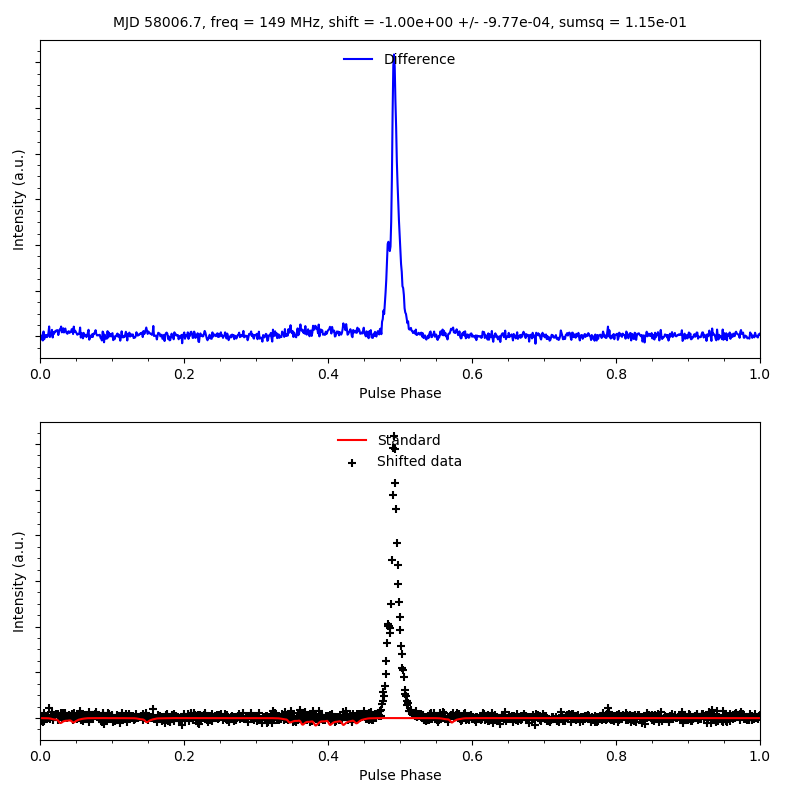 MJD 58006.7, freq = 149 MHz, shift = -1.00e+00 +/- -9.77e-04, sumsq = 1.15e-01
Difference
Intensity (a.u.)
0.0 0.2 0.4 0.6 0.8 1.0
Pulse Phase
Standard
Shifted data
Intensity (a.u.)
0.0 0.2 0.4 0.6 0.8 1.0
Pulse Phase